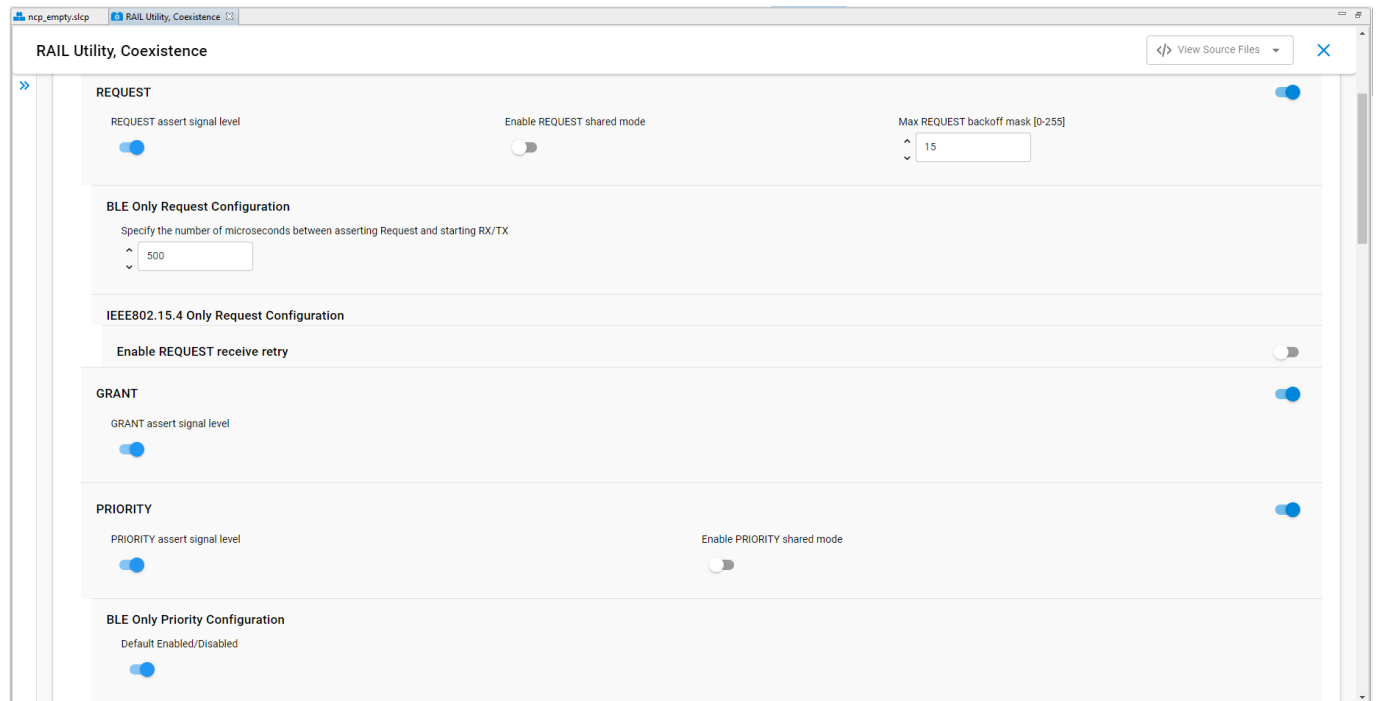 ncp_empty.slcp RAIL Utility, Coexistence
RAIL Utility, Coexistence
View Source Files
REQUEST
REQUEST assert signal level Enable REQUEST shared mode Max REQUEST backoff mask [0-255]
15
BLE Only Request Configuration
Specify the number of microseconds between asserting Request and starting RX/TX
500
IEEE802.15.4 Only Request Configuration
Enable REQUEST receive retry
GRANT
GRANT assert signal level
PRIORITY
PRIORITY assert signal level Enable PRIORITY shared mode
BLE Only Priority Configuration
Default Enabled/Disabled